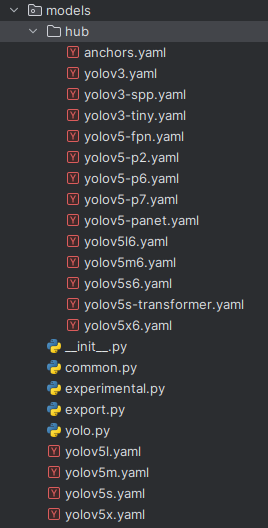 models
hub
anchors.yaml
yolov3.yaml
yolov3-spp.yaml
yolov3-tiny.yaml
yolov5-fpn.yaml
yolov5-p2.yaml
yolov5-p6.yaml
yolov5-p7.yaml
yolov5-panet.yaml
yolov5l6.yaml
yolov5m6.yaml
yolov5s6.yaml
yolov5s-transformer.yaml
yolov5x6.yaml
__init__.py
common.py
experimental.py
export.py
yolo.py
yolov5l.yaml
yolov5m.yaml
yolov5s.yaml
yolov5x.yaml